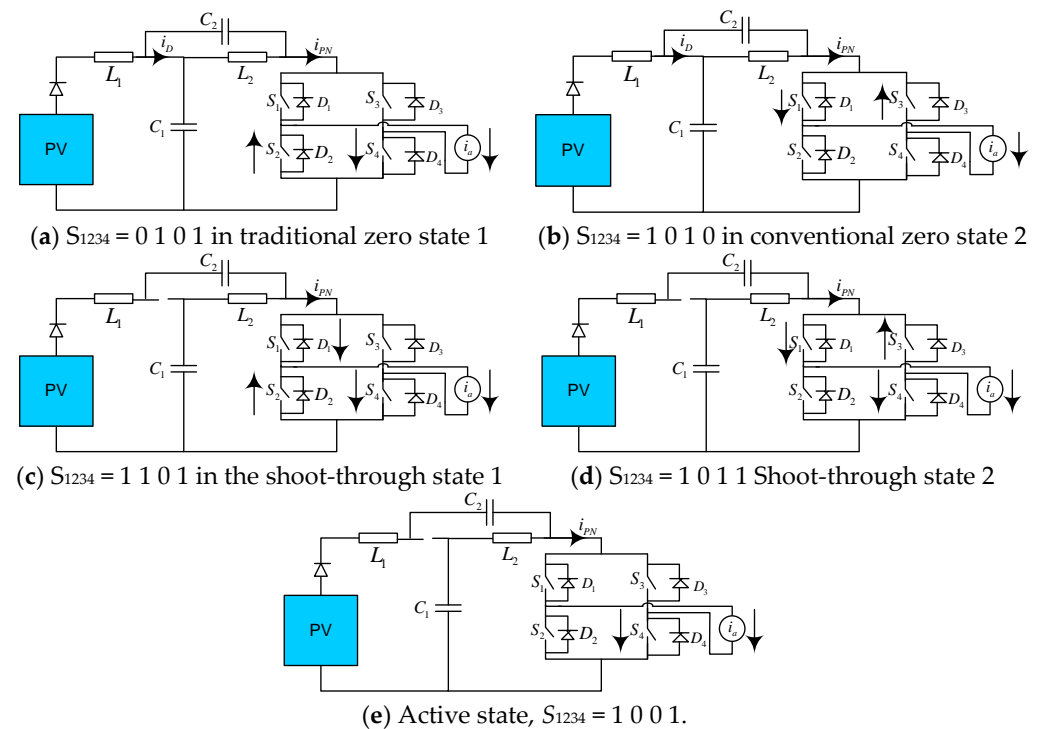 C2
iD iPN
L1 L2
S1 D1 S3 D3
C1
PV
S2 D2 S4 D4 ia
(a) S1234 = 0 1 0 1 in traditional zero state 1
C2
iD iPN
L1 L2
S1 D1 S3 D3
C1
PV
S2 D2 S4 D4 ia
(b) S1234 = 1 0 1 0 in conventional zero state 2
C2
iPN
L1 L2
S1 D1 S3 D3
C1
PV
S2 D2 S4 D4 ia
(c) S1234 = 1 1 0 1 in the shoot-through state 1
C2
iPN
L1 L2
S1 D1 S3 D3
C1
PV
S2 D2 S4 D4 ia
(d) S1234 = 1 0 1 1 Shoot-through state 2
C2
iPN
L1 L2
S1 D1 S3 D3
C1
PV
S2 D2 S4 D4 ia
(e) Active state, S1234 = 1 0 0 1.